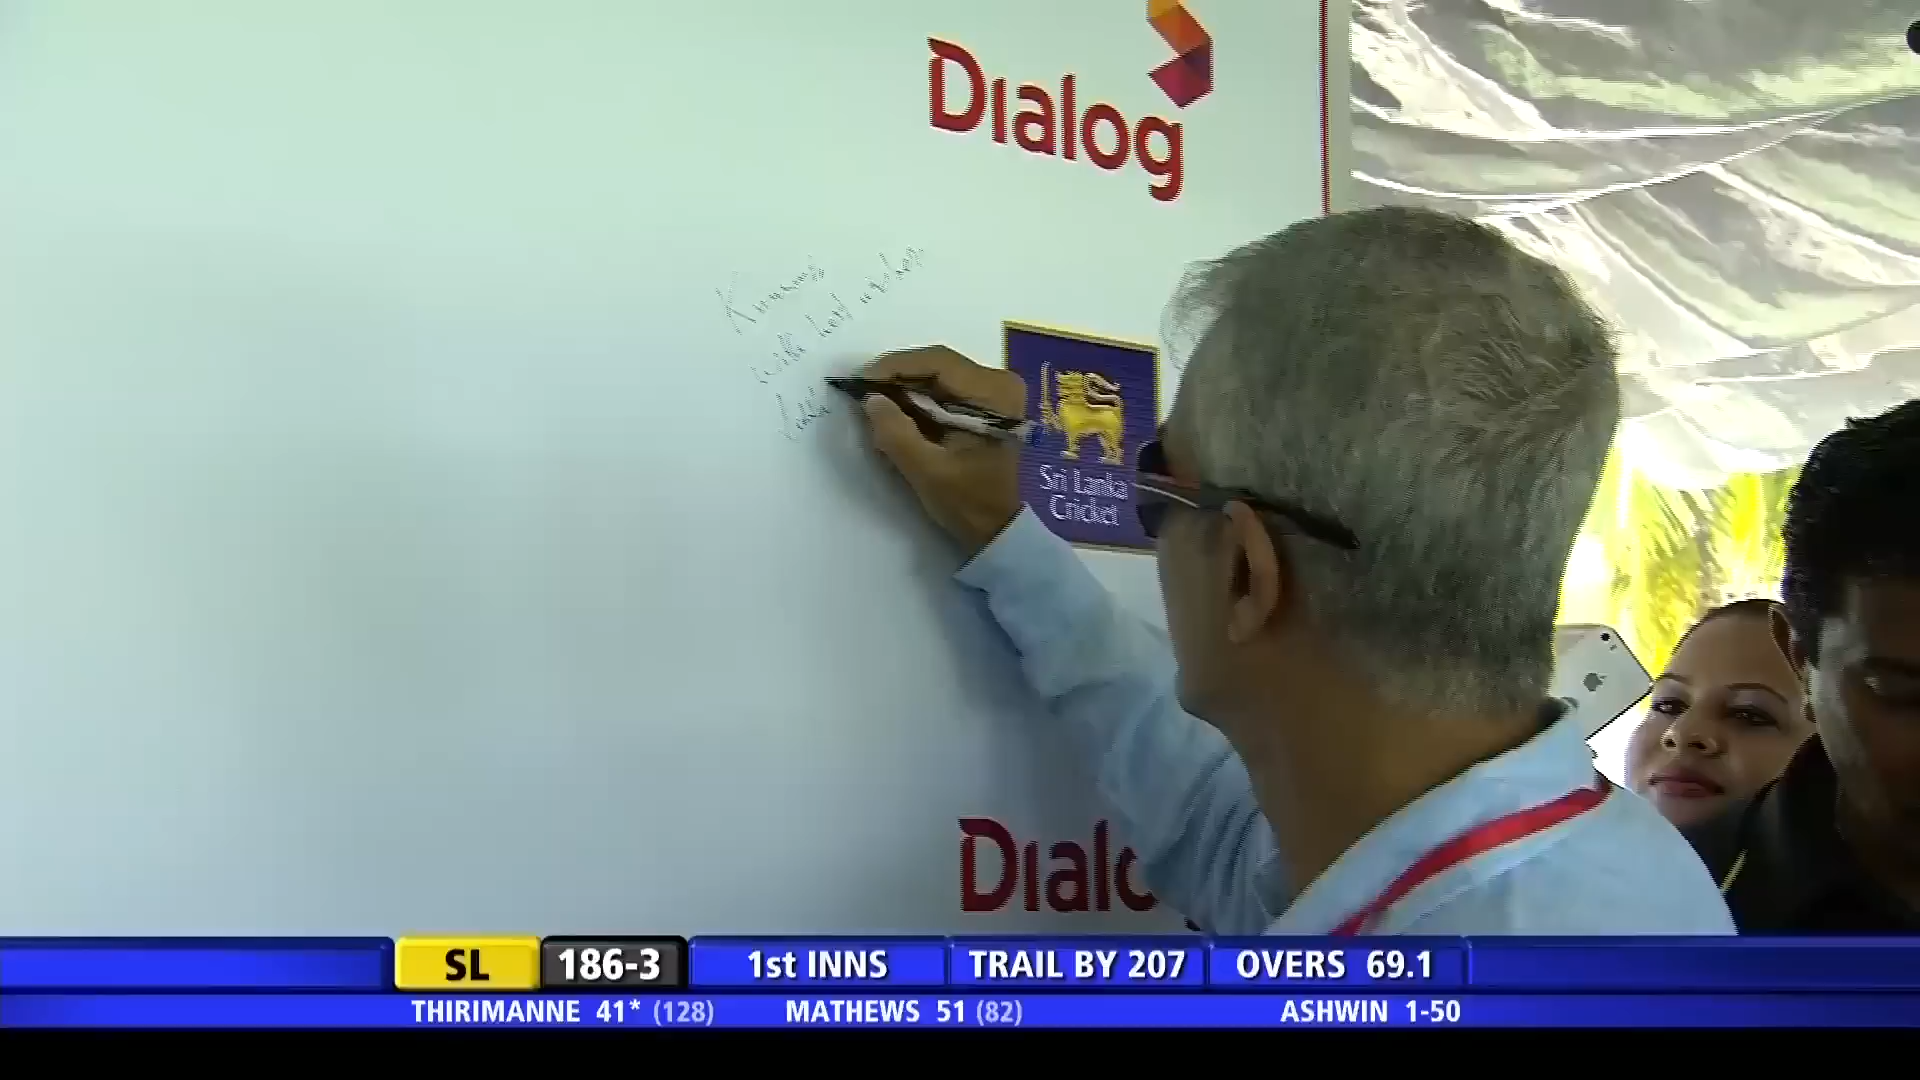 Dialog
Sri Lanka
Cricket
Dialo
SL 186-3 1st INNS TRAIL BY 207 OVERS 69.1
THIRIMANNE 41* (128) MATHEWS 51 (82) ASHWIN 1-50